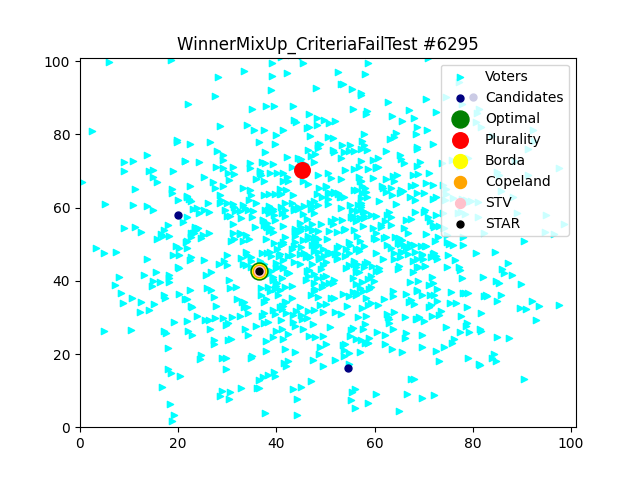 WinnerMixUp_CriteriaFailTest #6295
100
80
60
40
20
0
0
20
40
60
80
100
Voters
Candidates
Optimal
Plurality
Borda
Copeland
STV
STAR